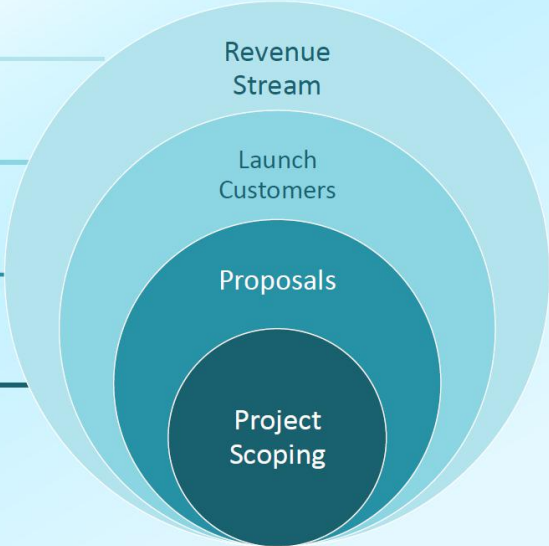 Revenue
Stream
Launch
Customers
Proposals
Project
Scoping